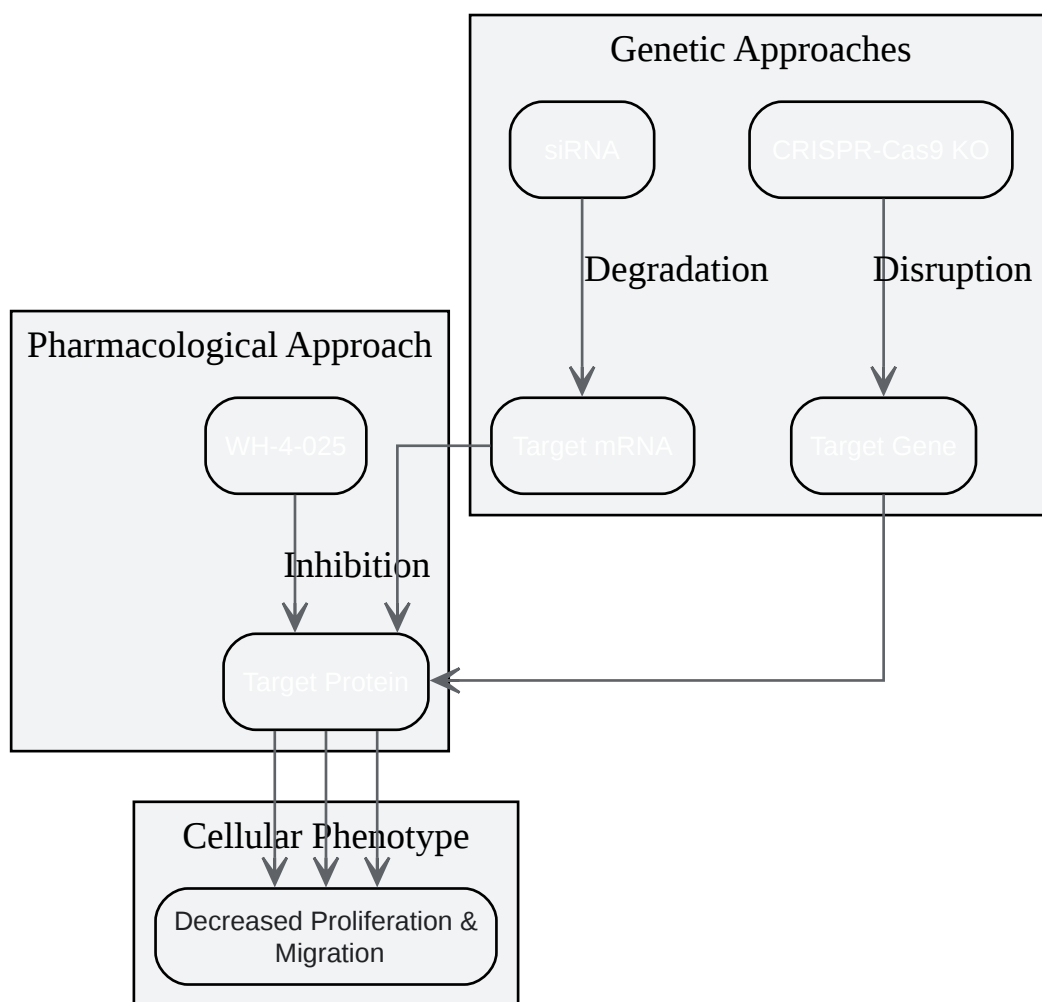 Genetic Approaches
siRNA
CRISPR-Cas9 KO
Degradation
Disruption
Pharmacological Approach
WH-4-025
Target mRNA
Target Gene
Inhibition
Target Protein
Cellular Phenotype
Decreased Proliferation &
Migration